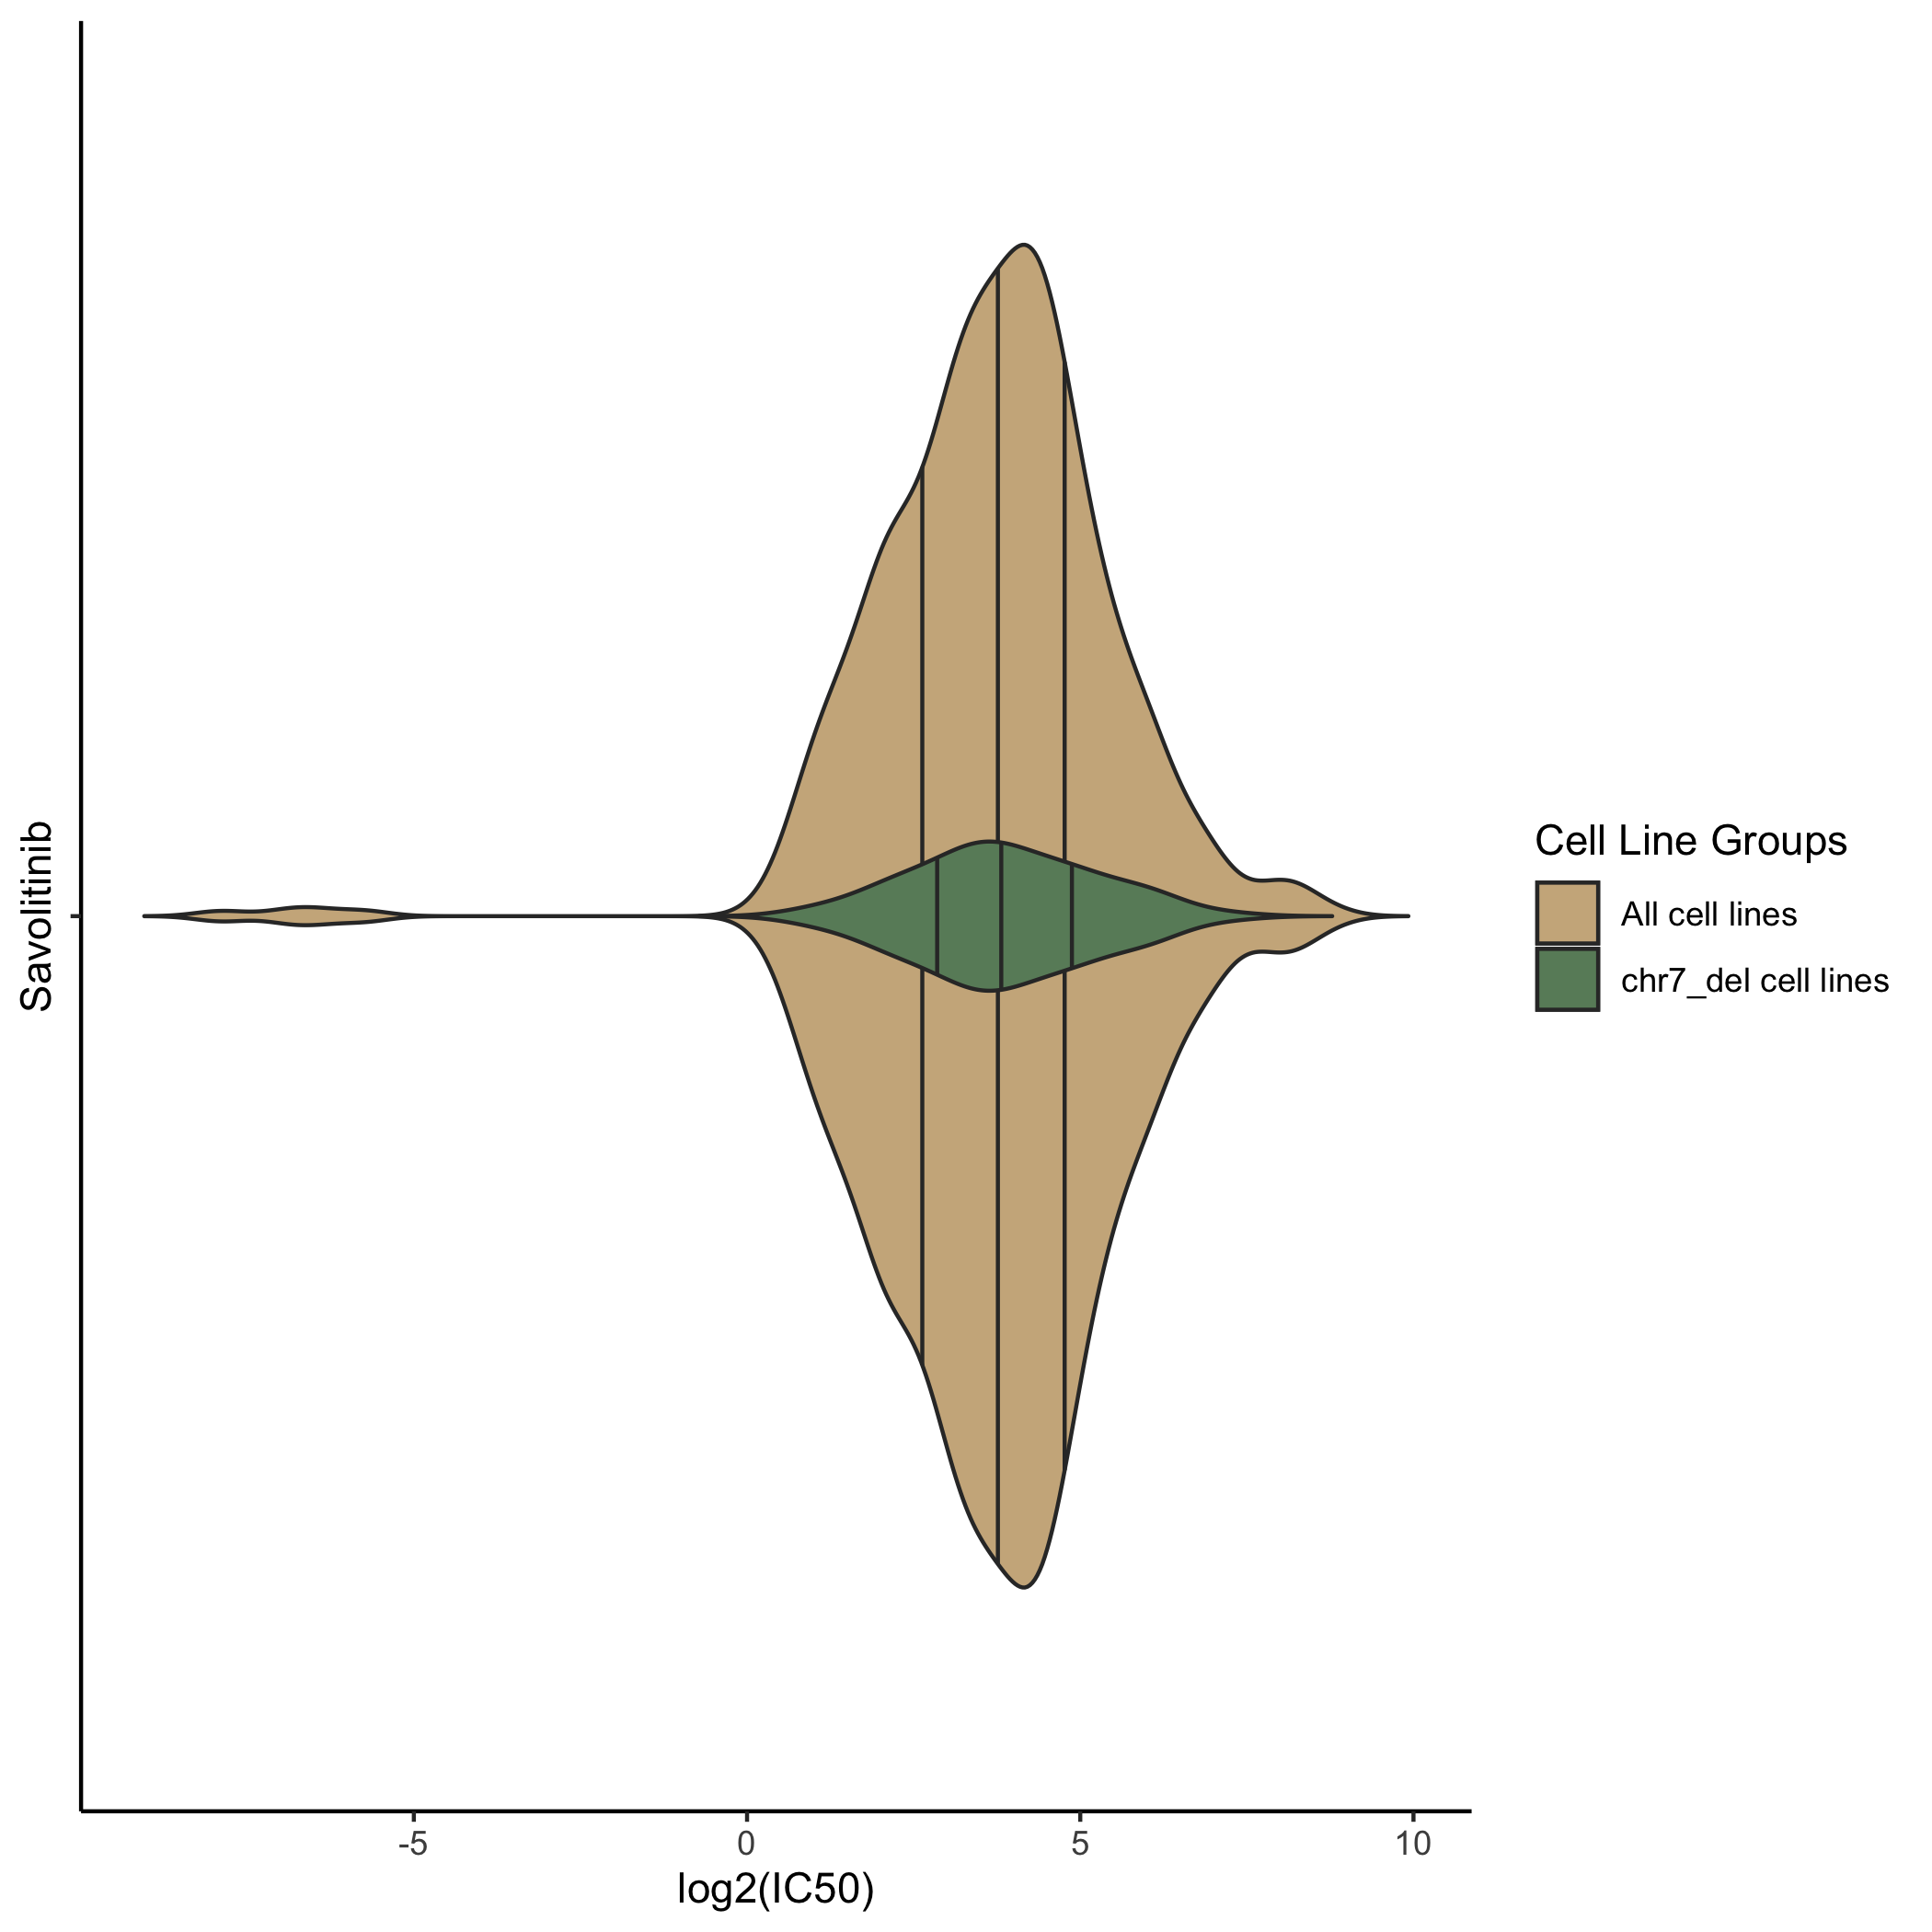 Savolitinib
-5
0
5
10
log2(IC50)
Cell Line Groups
All cell lines
chr7_del cell lines